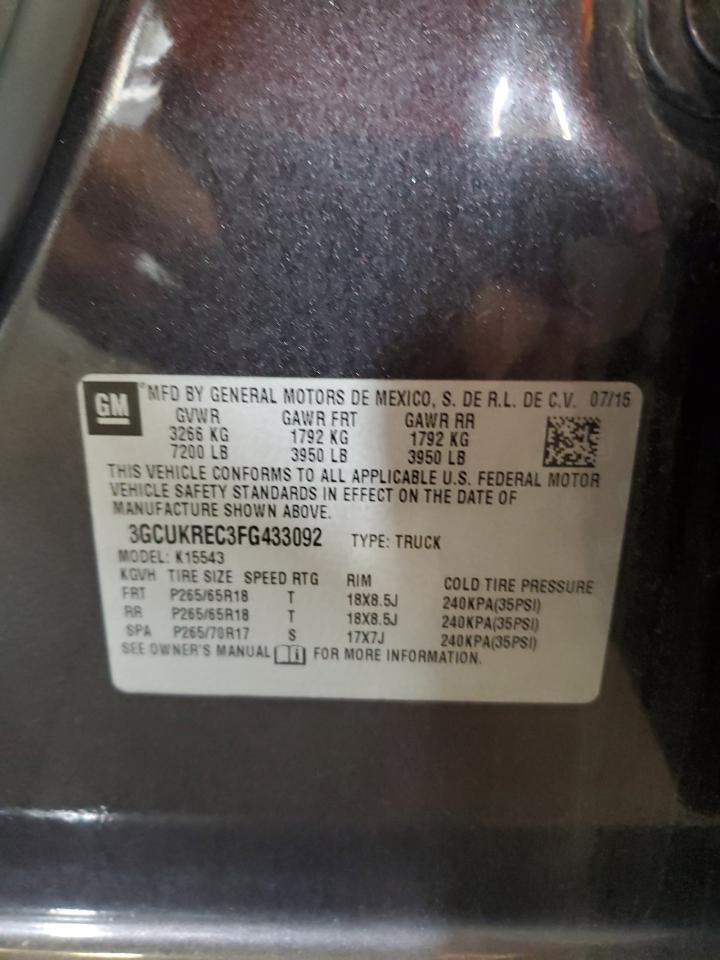 GM ®MFD BY GENERAL MOTORS DE MEXICO, S. DE R.L. DE C.V. 07/15
GVWR GAWR FRT GAWR RR
3266 KG 1792 KG 1792 KG
7200 LB 3950 LB 3950 LB
THIS VEHICLE CONFORMS TO ALL APPLICABLE U.S. FEDERAL MOTOR
VEHICLE SAFETY STANDARDS IN EFFECT ON THE DATE OF
MANUFACTURE SHOWN ABOVE.
3GCUKREC3FG433092 TYPE: TRUCK
MODEL: K15543
KGVH TIRE SIZE SPEED RTG RIM COLD TIRE PRESSURE
FRT P265/65R18 T 18X8.5J 240KPA(35PSI)
RR P265/65R18 T 18X8.5J 240KPA(35PSI)
SPA P265/70R17 S 17X7J 240KPA(35PSI)
SEE OWNER'S MANUAL i FOR MORE INFORMATION.